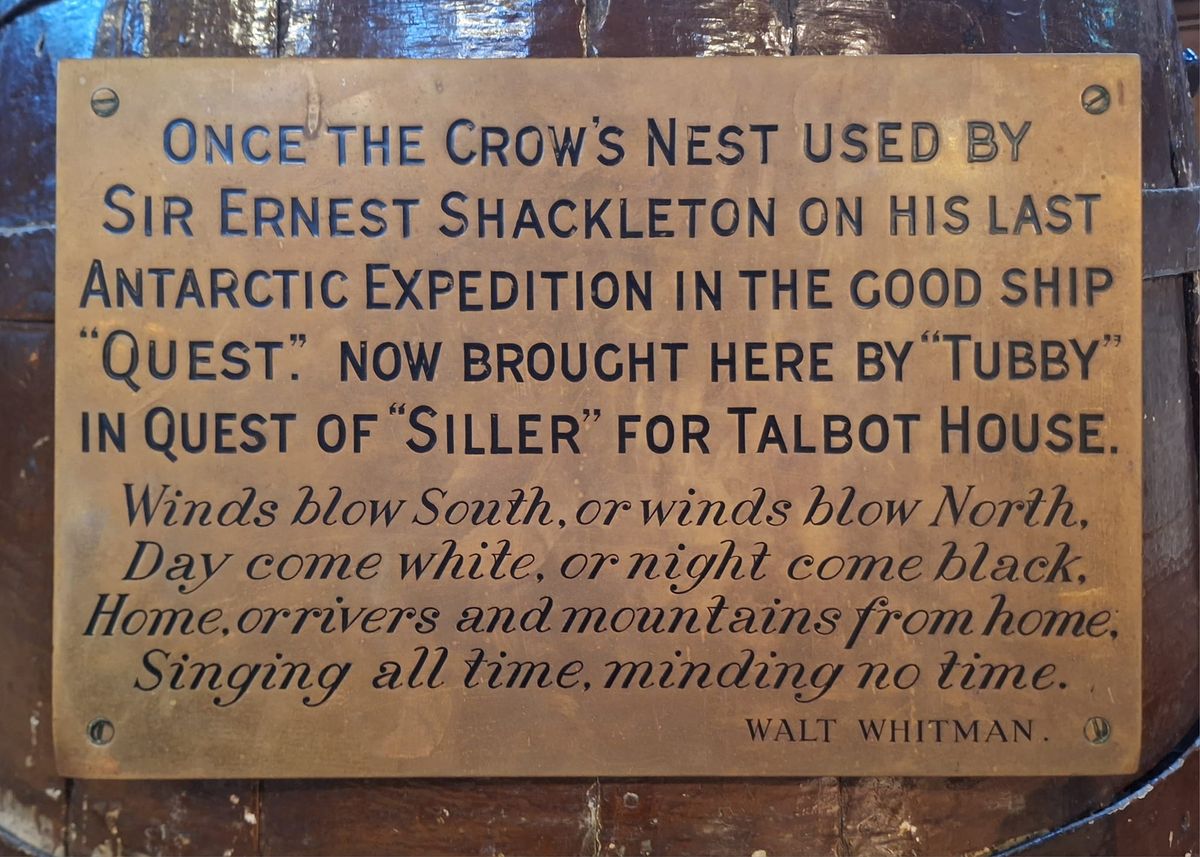 ONCE THE CROW'S NEST USED BY
SIR ERNEST SHACKLETON ON HIS LAST
ANTARCTIC EXPEDITION IN THE GOOD SHIP
“QUEST”. NOW BROUGHT HERE BY “TUBBY”
IN QUEST OF “SILLER” FOR TALBOT HOUSE.
Winds blow South, or winds blow North,
Day come white, or night come black,
Home, or rivers and mountains from home,
Singing all time, minding no time.
WALT WHITMAN.